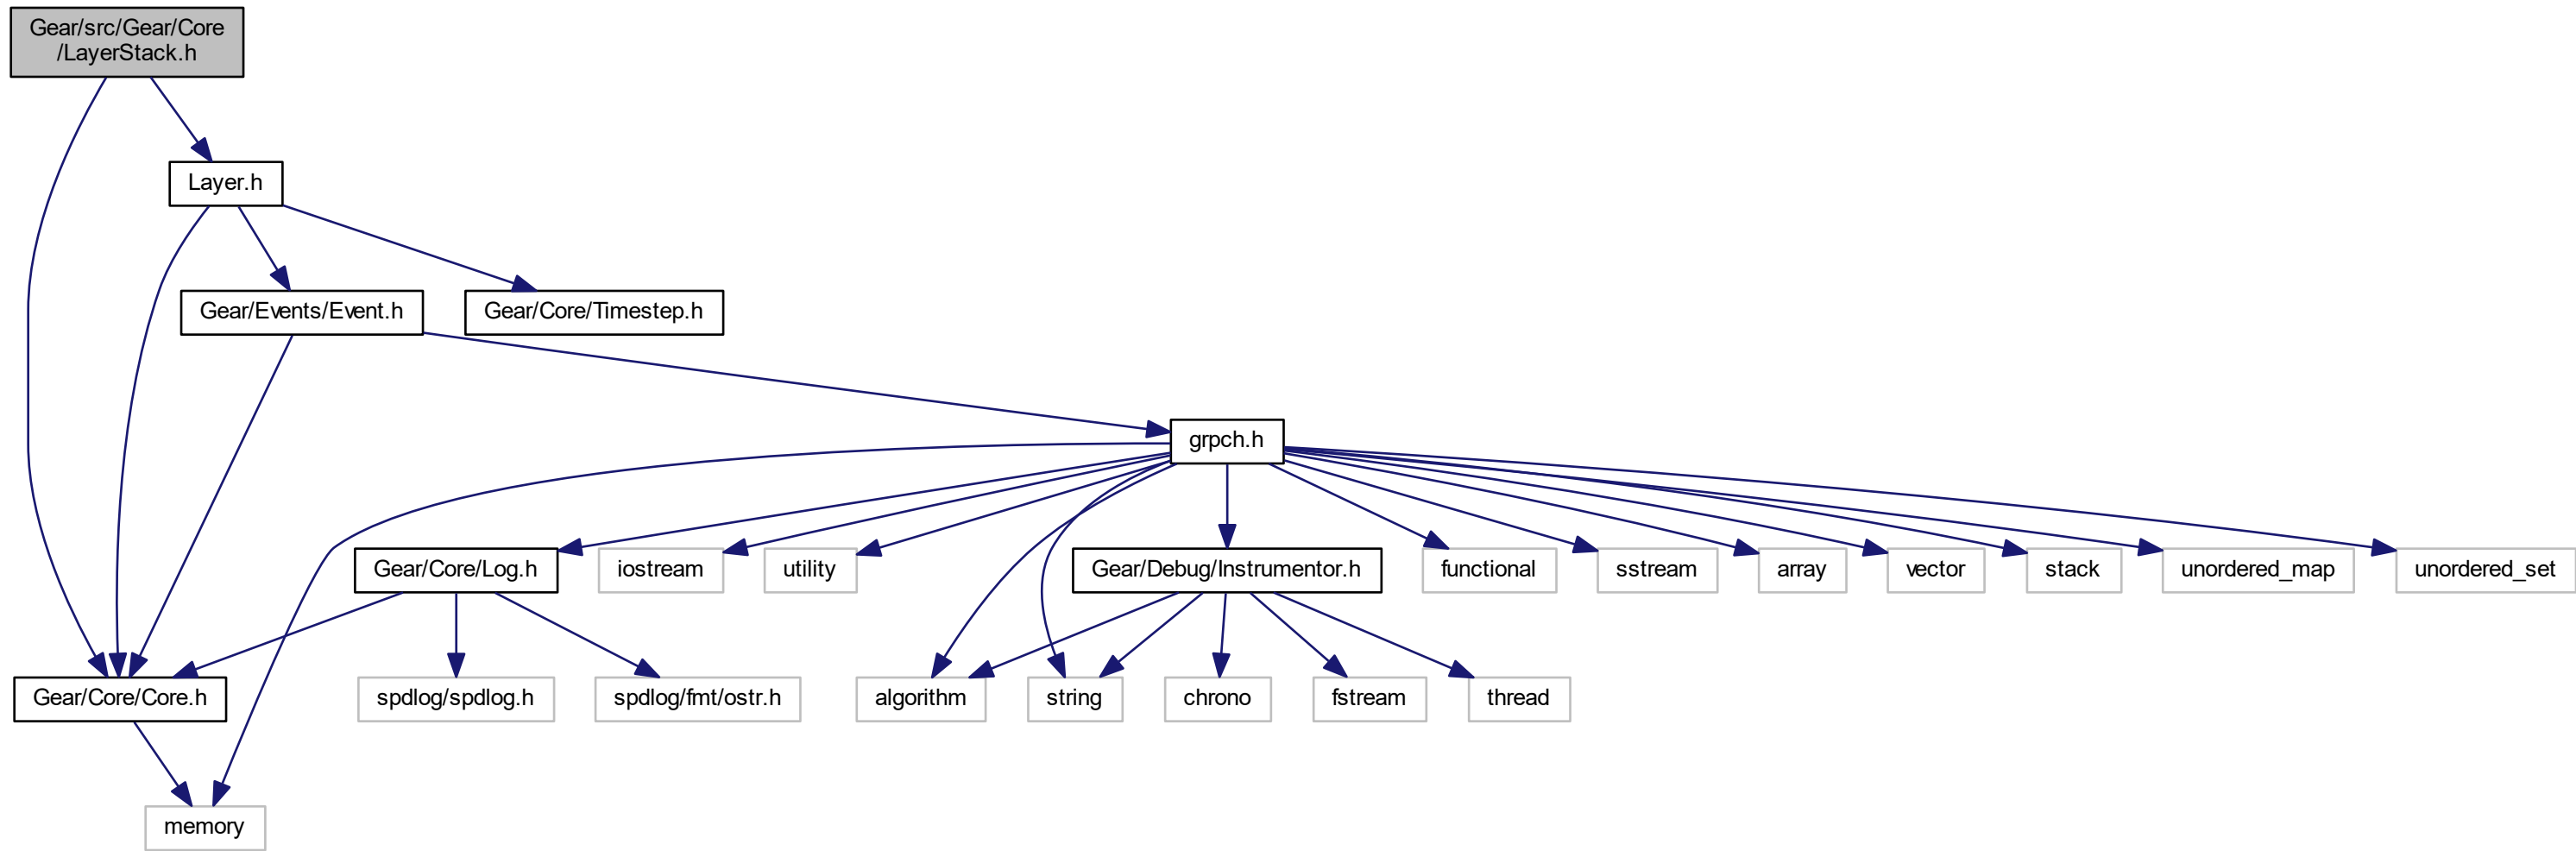 Gear/src/Gear/Core
/LayerStack.h
Layer.h
Gear/Events/Event.h
Gear/Core/Timestep.h
grpch.h
Gear/Core/Log.h
iostream
utility
Gear/Debug/Instrumentor.h
functional
sstream
array
vector
stack
unordered_map
unordered_set
Gear/Core/Core.h
spdlog/spdlog.h
spdlog/fmt/ostr.h
algorithm
string
chrono
fstream
thread
memory